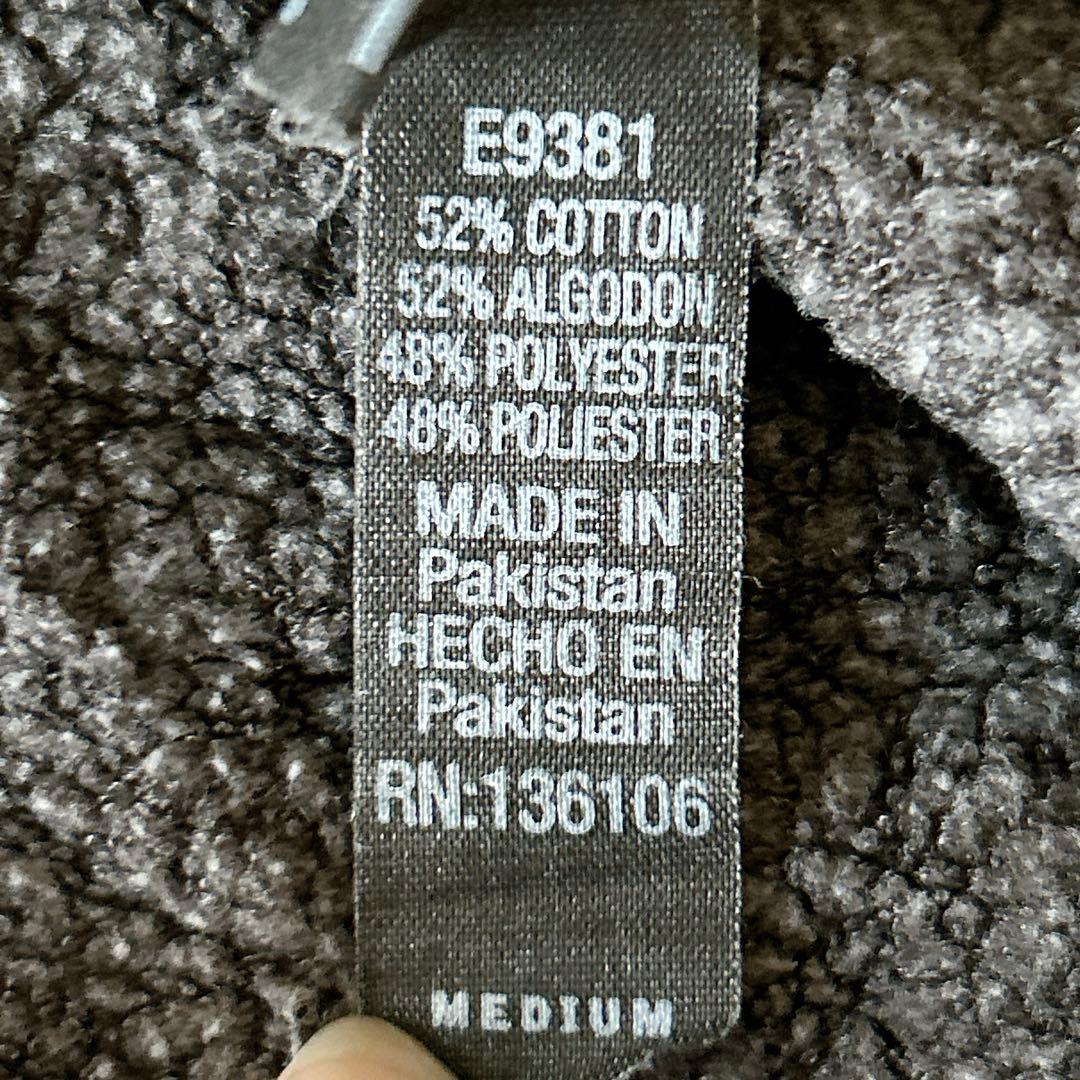 E9381
52% COTTON
52% ALGODON
48% POLYESTER
48% POLIESTER
MADE IN
Pakistan
HECHO EN
Pakistan
RN:136106
MEDIUM